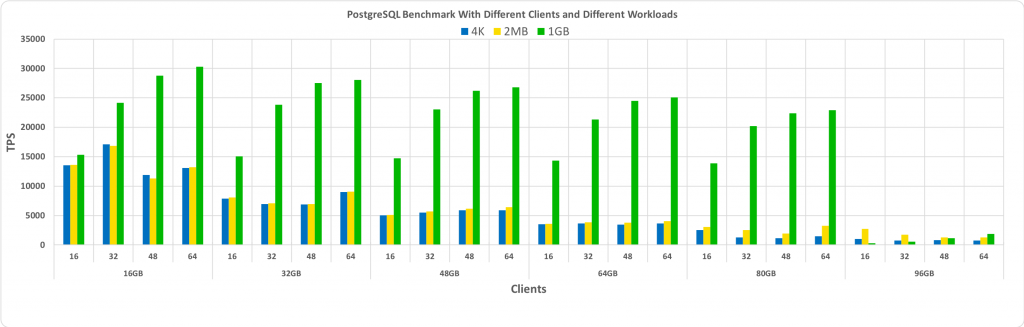 PostgreSQL Benchmark With Different Clients and Different Workloads
4K 2MB 1GB
35000
30000
25000
20000
15000
10000
5000
0
TPS
16 32 48 64 16 32 48 64 16 32 48 64 16 32 48 64 16 32 48 64 16 32 48 64
16GB 32GB 48GB 64GB 80GB 96GB
Clients